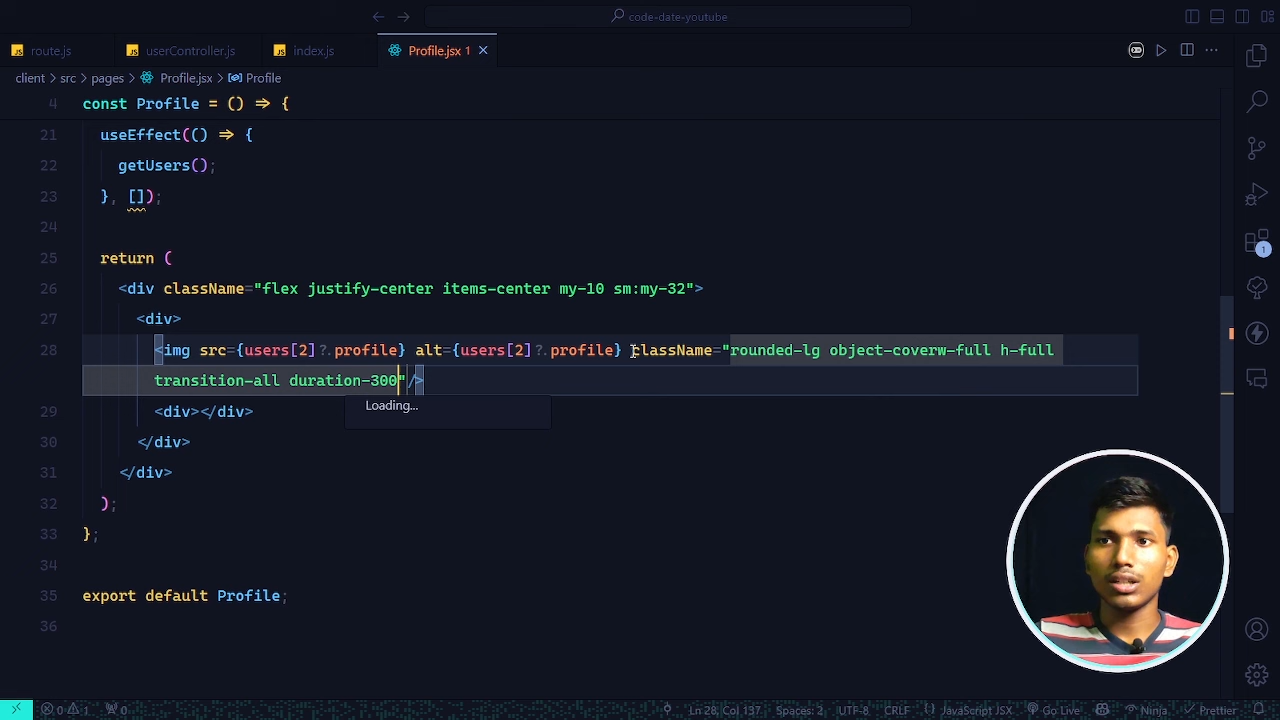 code-date-youtube
route.js
userController.js
index.js
Profile.jsx 1
client > src > pages > Profile.jsx > Profile
4 const Profile = () => {
21 useEffect(() => {
22 getUsers();
23 }, []);
24
25 return (
26 <div className="flex justify-center items-center my-10 sm:my-32">
27 <div>
28 <img src={users[2]?.profile} alt={users[2]?.profile} className="rounded-lg object-coverw-full h-full
transition-all duration-300"/>
Loading...
29 <div></div>
30 </div>
31 </div>
32 );
33 };
34
35 export default Profile;
36
1
0 1 0 Ln 28, Col 137 Spaces: 2 UTF-8 CRLF {} JavaScript JSX Go Live Ninja Prettier